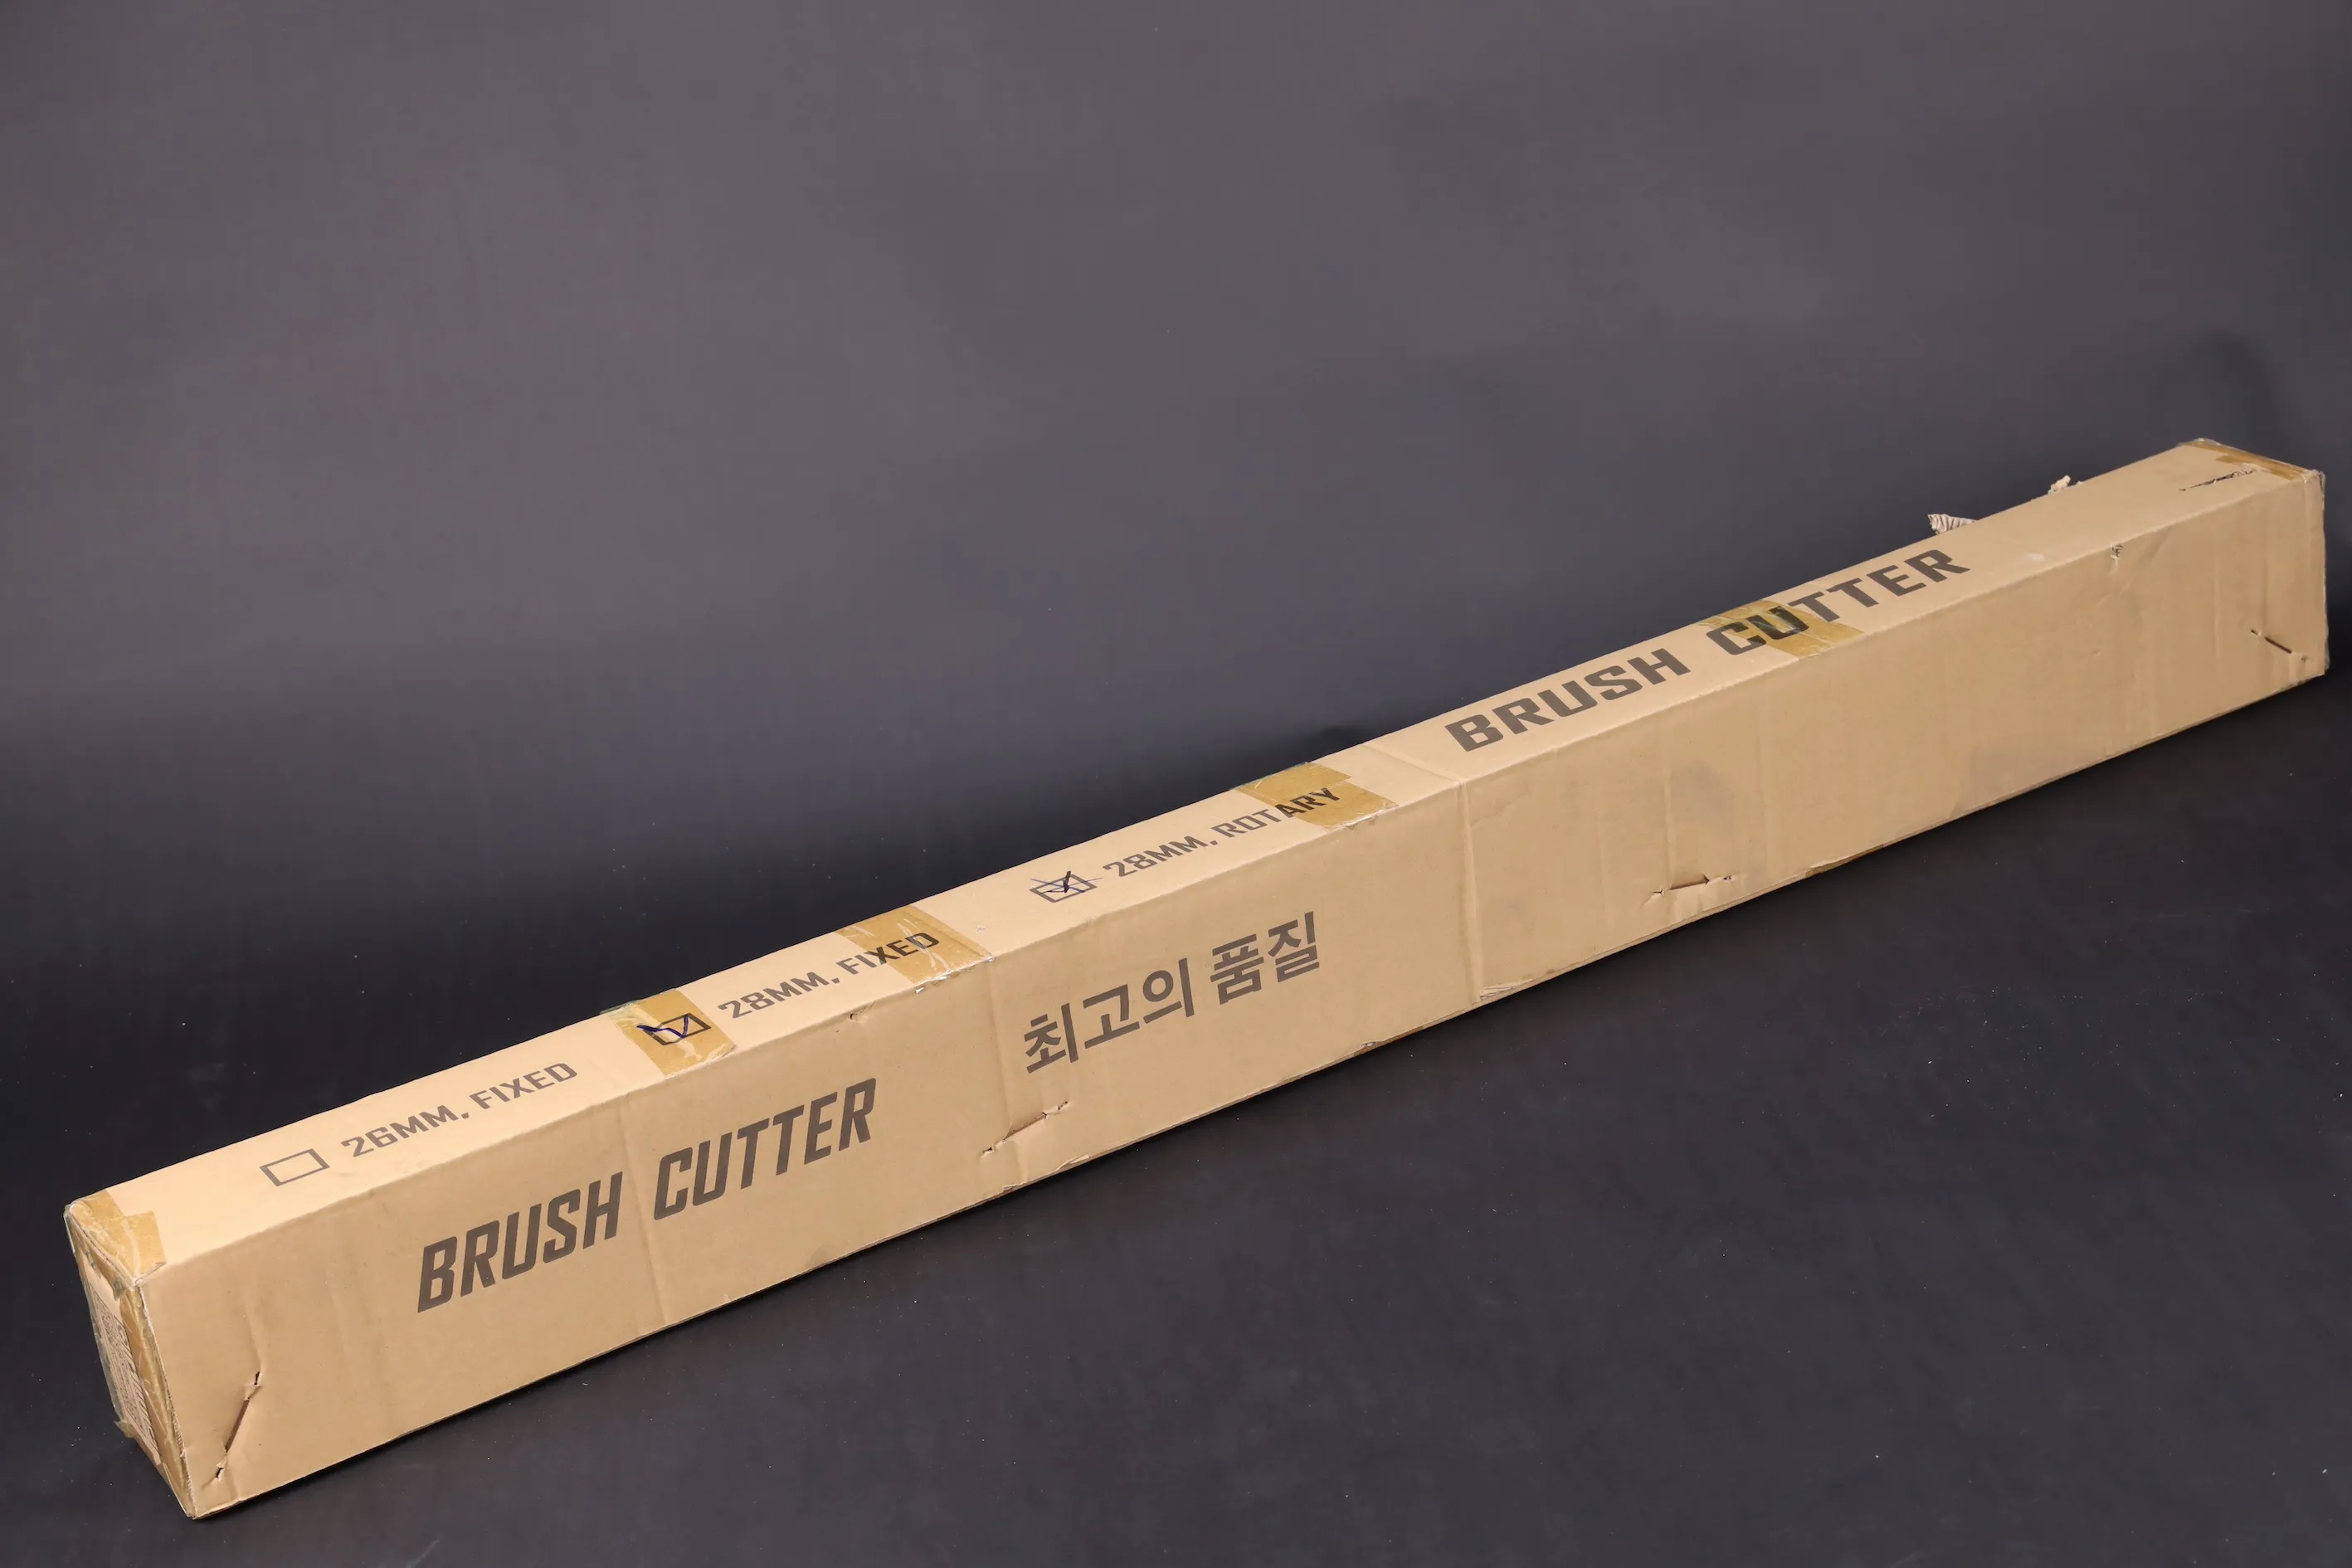 26MM. FIXED
28MM. FIXED
28MM. ROTARY
BRUSH CUTTER
BRUSH CUTTER
최고의 품질